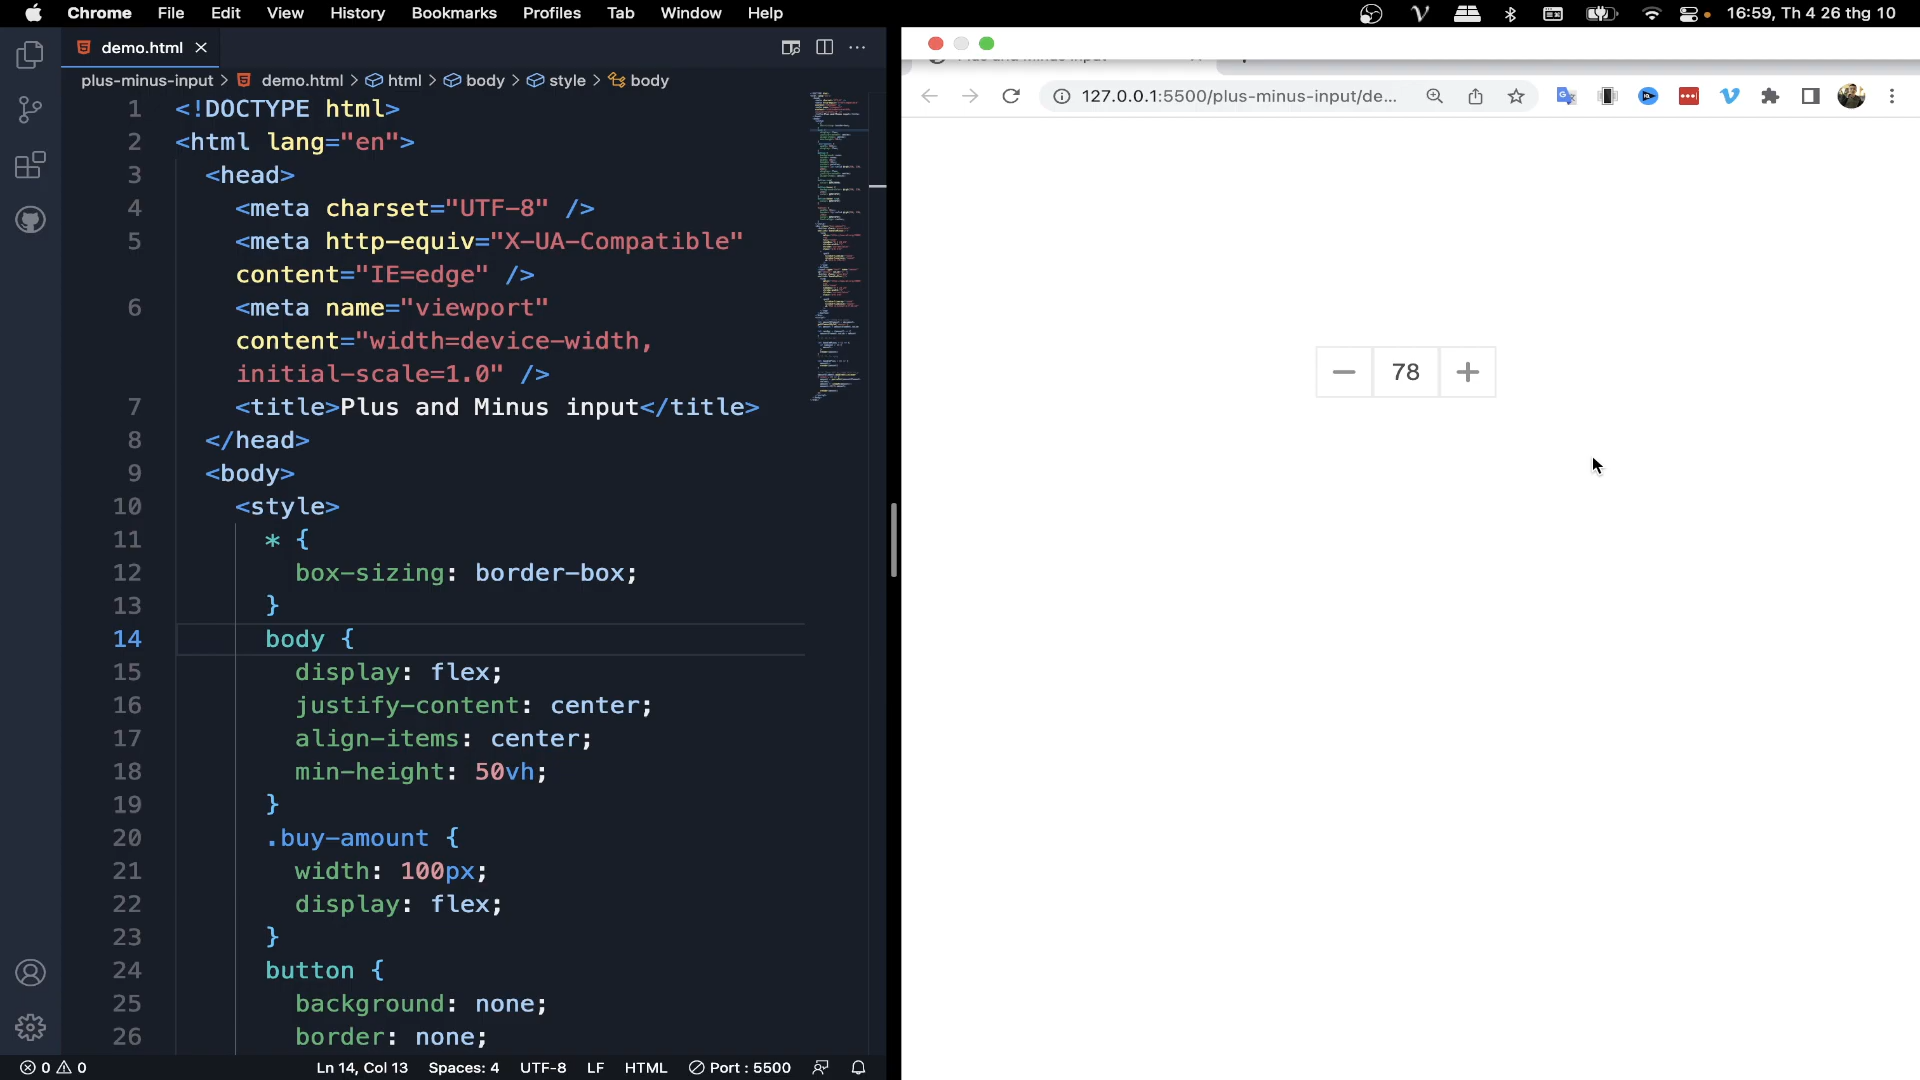 Chrome File Edit View History Bookmarks Profiles Tab Window Help 16:59, Th 4 26 thg 10
demo.html
plus-minus-input > demo.html > html > body > style > body
1 <!DOCTYPE html>
2 <html lang="en">
3 <head>
4 <meta charset="UTF-8" />
5 <meta http-equiv="X-UA-Compatible"
content="IE=edge" />
6 <meta name="viewport"
content="width=device-width,
initial-scale=1.0" />
7 <title>Plus and Minus input</title>
8 </head>
9 <body>
10 <style>
11 * {
12 box-sizing: border-box;
13 }
14 body {
15 display: flex;
16 justify-content: center;
17 align-items: center;
18 min-height: 50vh;
19 }
20 .buy-amount {
21 width: 100px;
22 display: flex;
23 }
24 button {
25 background: none;
26 border: none;
0 0 Ln 14, Col 13 Spaces: 4 UTF-8 LF HTML Port : 5500
127.0.0.1:5500/plus-minus-input/de...
− 78 +